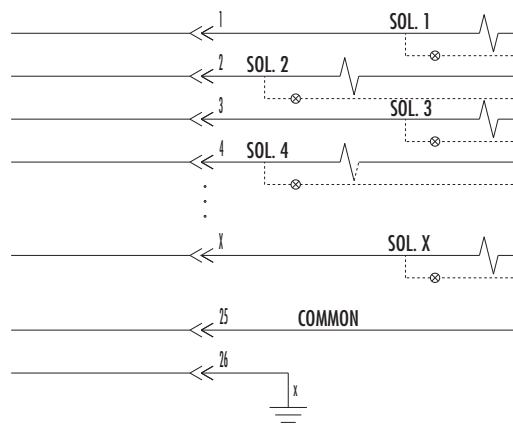 1 SOL. 1
2 SOL. 2
3 SOL. 3
4 SOL. 4
X SOL. X
25 COMMON
26
X